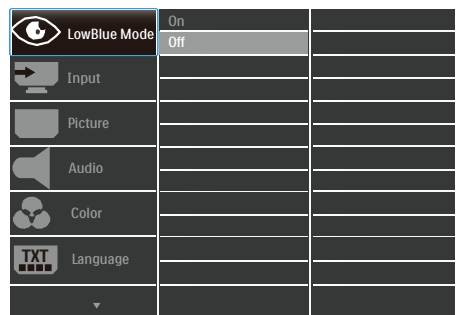 LowBlue Mode
On
Off
Input
Picture
Audio
Color
TXT
Language